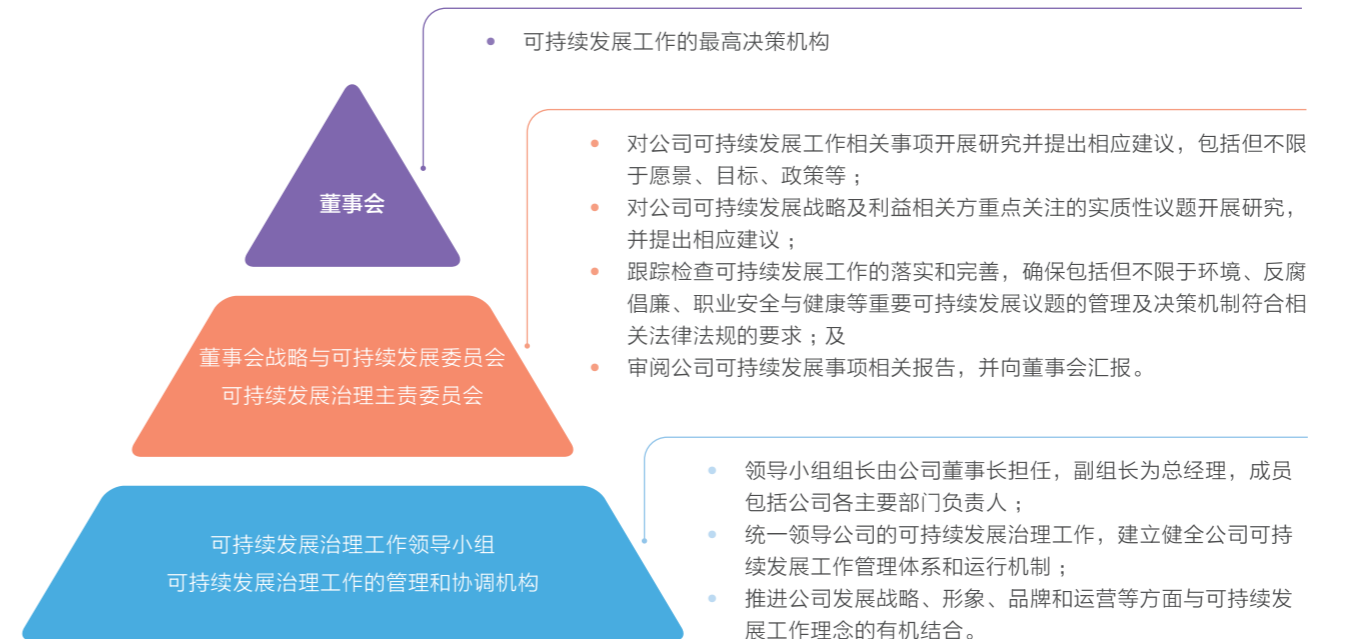 可持续发展工作的最高决策机构
董事会
对公司可持续发展工作相关事项开展研究并提出相应建议，包括但不限
于愿景、目标、政策等；
对公司可持续发展战略及利益相关方重点关注的实质性议题开展研究，
并提出相应建议；
跟踪检查可持续发展工作的落实和完善，确保包括但不限于环境、反腐
倡廉、职业安全与健康等重要可持续发展议题的管理及决策机制符合相
关法律法规的要求；及
审阅公司可持续发展事项相关报告，并向董事会汇报。
董事会战略与可持续发展委员会
可持续发展治理主责委员会
领导小组组长由公司董事长担任，副组长为总经理，成员
包括公司各主要部门负责人；
统一领导公司的可持续发展治理工作，建立健全公司可持
续发展工作管理体系和运行机制；
推进公司发展战略、形象、品牌和运营等方面与可持续发
展工作理念的有机结合。
可持续发展治理工作领导小组
可持续发展治理工作的管理和协调机构